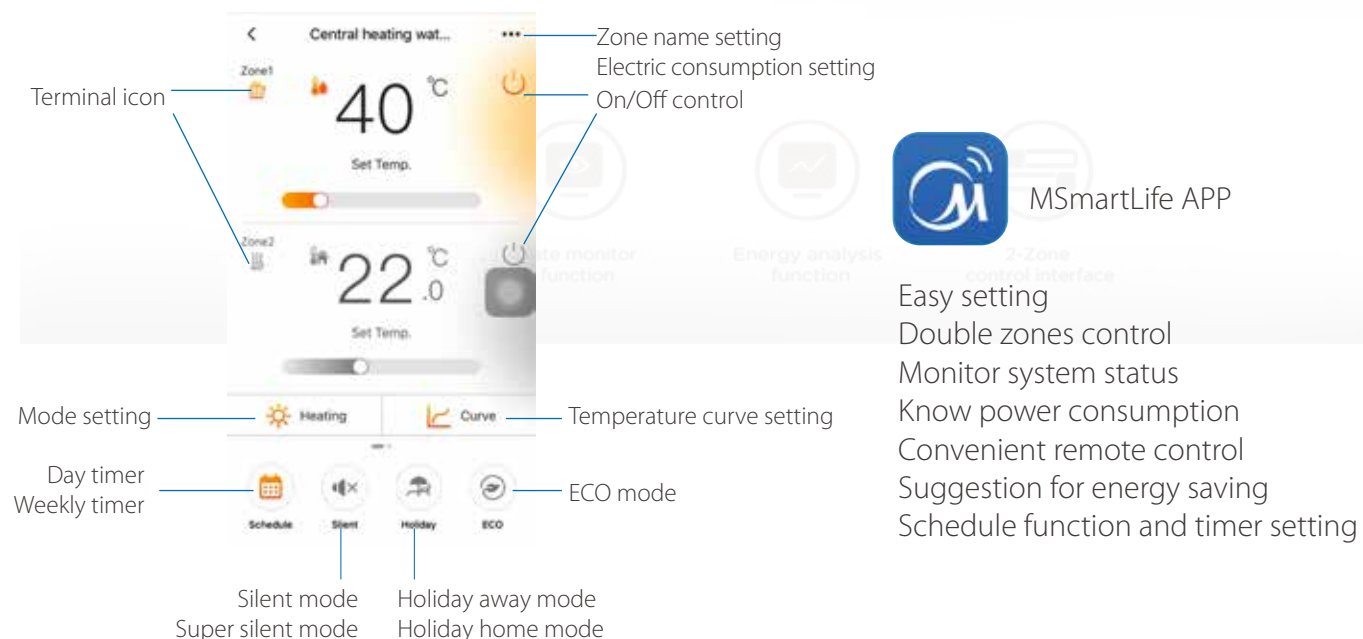 Central heating wat...
Zone name setting
Electric consumption setting
Zone1
Terminal icon
40 °C
On/Off control
Set Temp.
MSmartLife APP
Zone2
22.0 °C
ate monitor
function
Energy analysis
function
2-Zone
control interface
Set Temp.
Easy setting
Double zones control
Monitor system status
Know power consumption
Convenient remote control
Suggestion for energy saving
Schedule function and timer setting
Mode setting
Heating
Curve
Temperature curve setting
Day timer
Weekly timer
ECO mode
Schedule
Silent
Holiday
ECO
Silent mode
Super silent mode
Holiday away mode
Holiday home mode